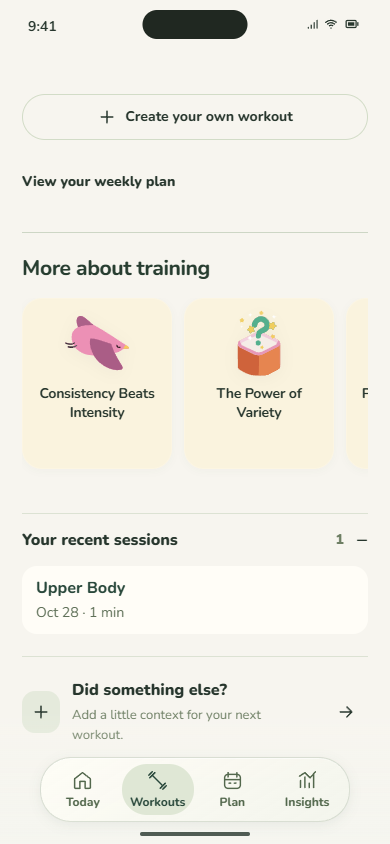 9:41
Create your own workout
View your weekly plan
More about training
Consistency Beats
Intensity
The Power of
Variety
F
Your recent sessions
1
Upper Body
Oct 28 · 1 min
Did something else?
Add a little context for your next
workout.
Today
Workouts
Plan
Insights